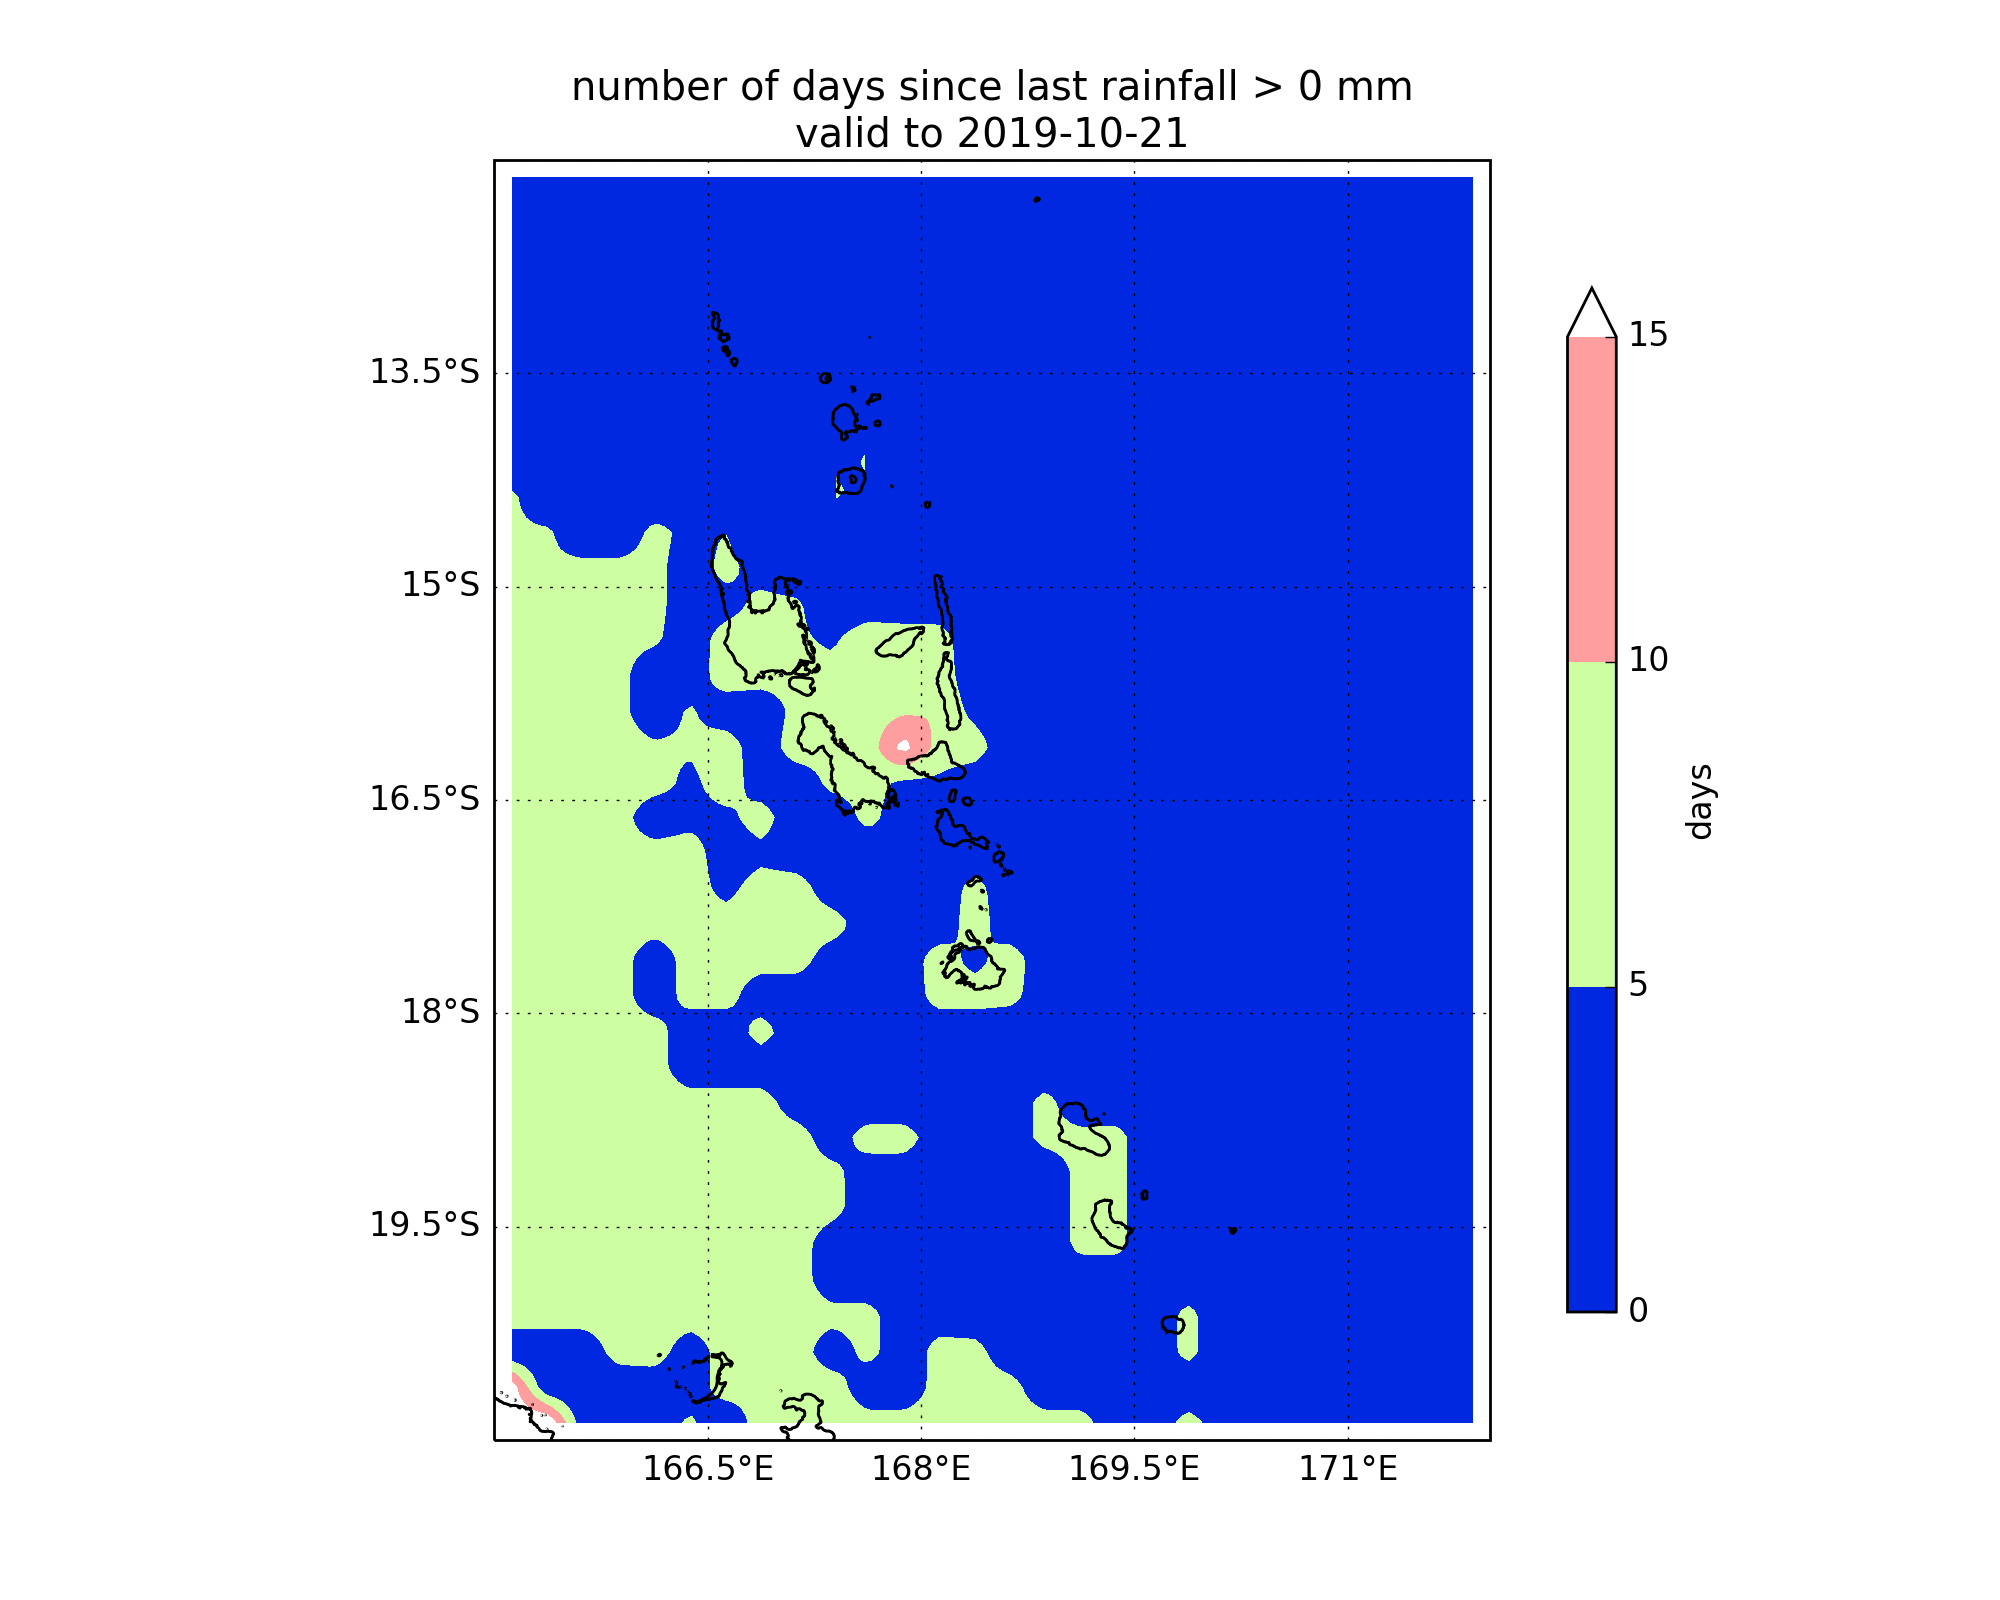 number of days since last rainfall > 0 mm
valid to 2019-10-21
13.5°S
15°S
16.5°S
18°S
19.5°S
166.5°E
168°E
169.5°E
171°E
15
10
5
0
days